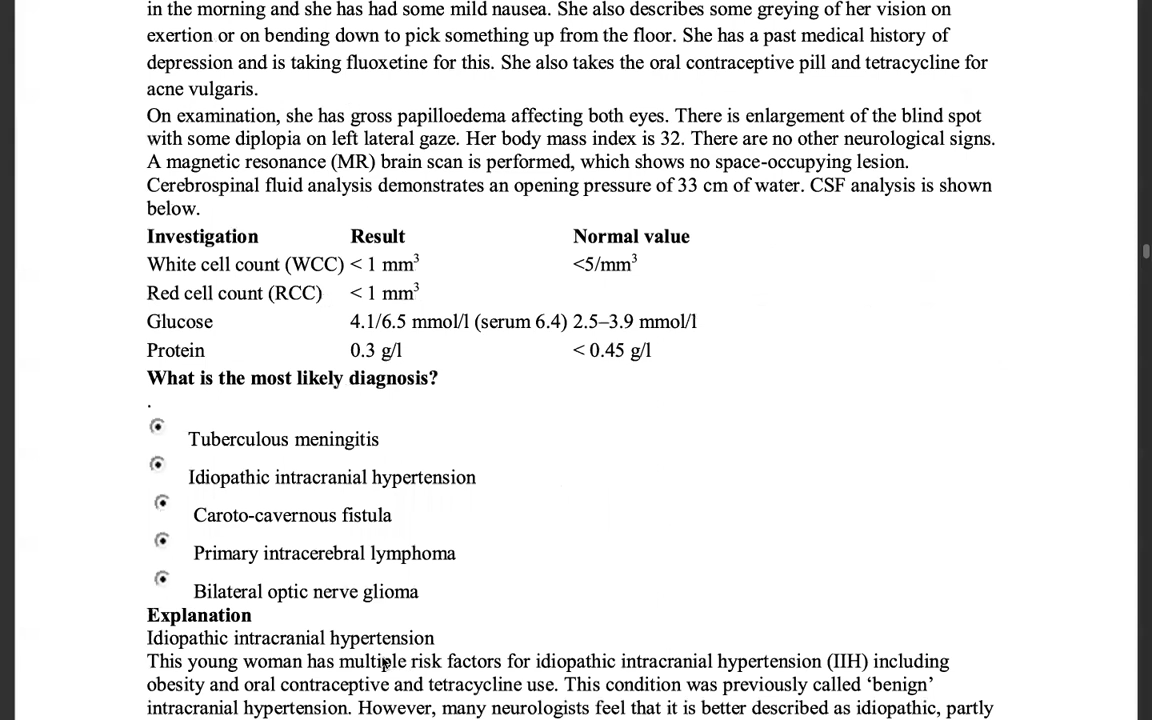 in the morning and she has had some mild nausea. She also describes some greying of her vision on
exertion or on bending down to pick something up from the floor. She has a past medical history of
depression and is taking fluoxetine for this. She also takes the oral contraceptive pill and tetracycline for
acne vulgaris.
On examination, she has gross papilloedema affecting both eyes. There is enlargement of the blind spot
with some diplopia on left lateral gaze. Her body mass index is 32. There are no other neurological signs.
A magnetic resonance (MR) brain scan is performed, which shows no space-occupying lesion.
Cerebrospinal fluid analysis demonstrates an opening pressure of 33 cm of water. CSF analysis is shown
below.
Investigation Result Normal value
White cell count (WCC) < 1 mm³ <5/mm³
Red cell count (RCC) < 1 mm³
Glucose 4.1/6.5 mmol/l (serum 6.4) 2.5–3.9 mmol/l
Protein 0.3 g/l < 0.45 g/l
What is the most likely diagnosis?
.
Tuberculous meningitis
Idiopathic intracranial hypertension
Caroto-cavernous fistula
Primary intracerebral lymphoma
Bilateral optic nerve glioma
Explanation
Idiopathic intracranial hypertension
This young woman has multiple risk factors for idiopathic intracranial hypertension (IIH) including
obesity and oral contraceptive and tetracycline use. This condition was previously called ‘benign’
intracranial hypertension. However, many neurologists feel that it is better described as idiopathic, partly